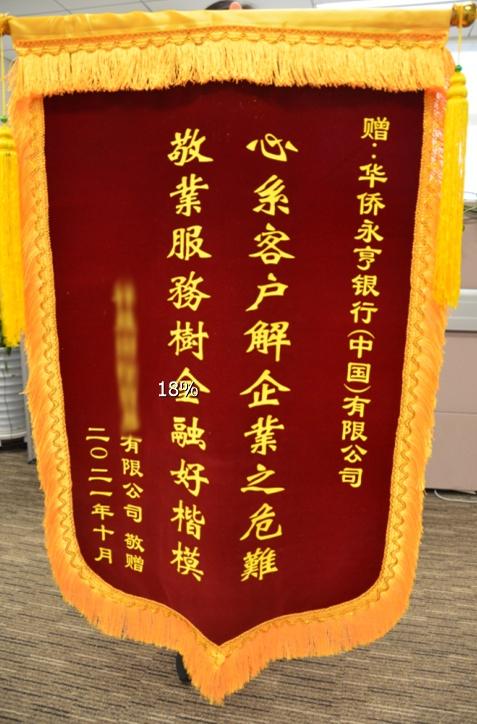 赠：华侨永亨银行(中国)有限公司
心系客户解企業之危難
敬業服務樹金融好楷模
有限公司 敬赠
二〇二一年十月
18%